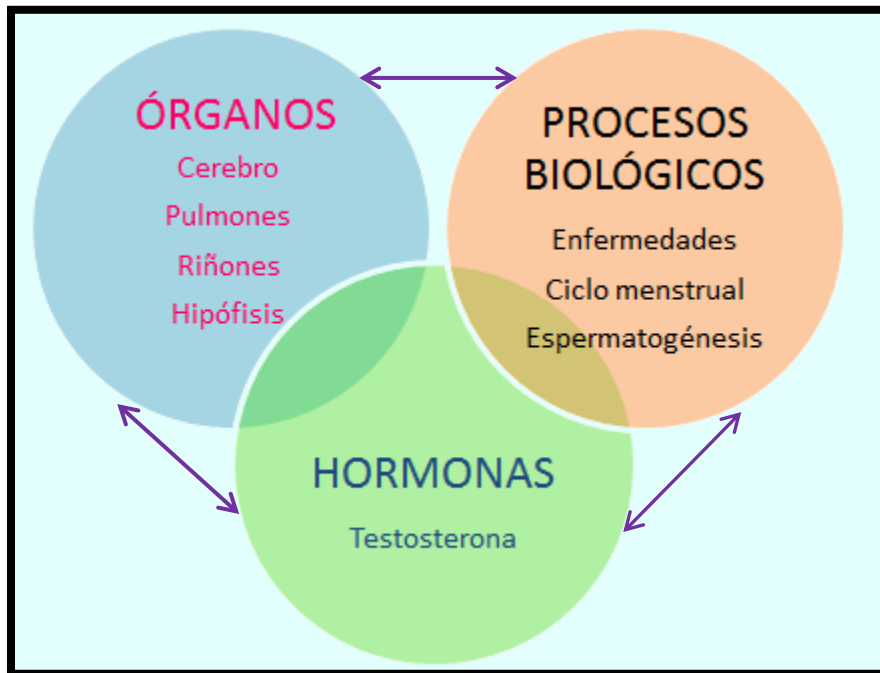 ÓRGANOS
Cerebro
Pulmones
Riñones
Hipófisis
PROCESOS
BIOLÓGICOS
Enfermedades
Ciclo menstrual
Espermatogénesis
HORMONAS
Testosterona